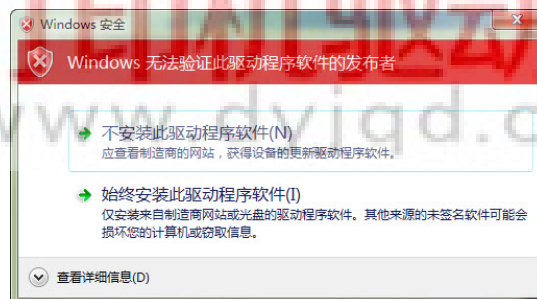 Windows 安全
Windows 无法验证此驱动程序软件的发布者
不安装此驱动程序软件(N)
应查看制造商的网站，获得设备的更新驱动程序软件。
始终安装此驱动程序软件(I)
仅安装来自制造商网站或光盘的驱动程序软件。其他来源的未签名软件可能会
损坏您的计算机或窃取信息。
查看详细信息(D)